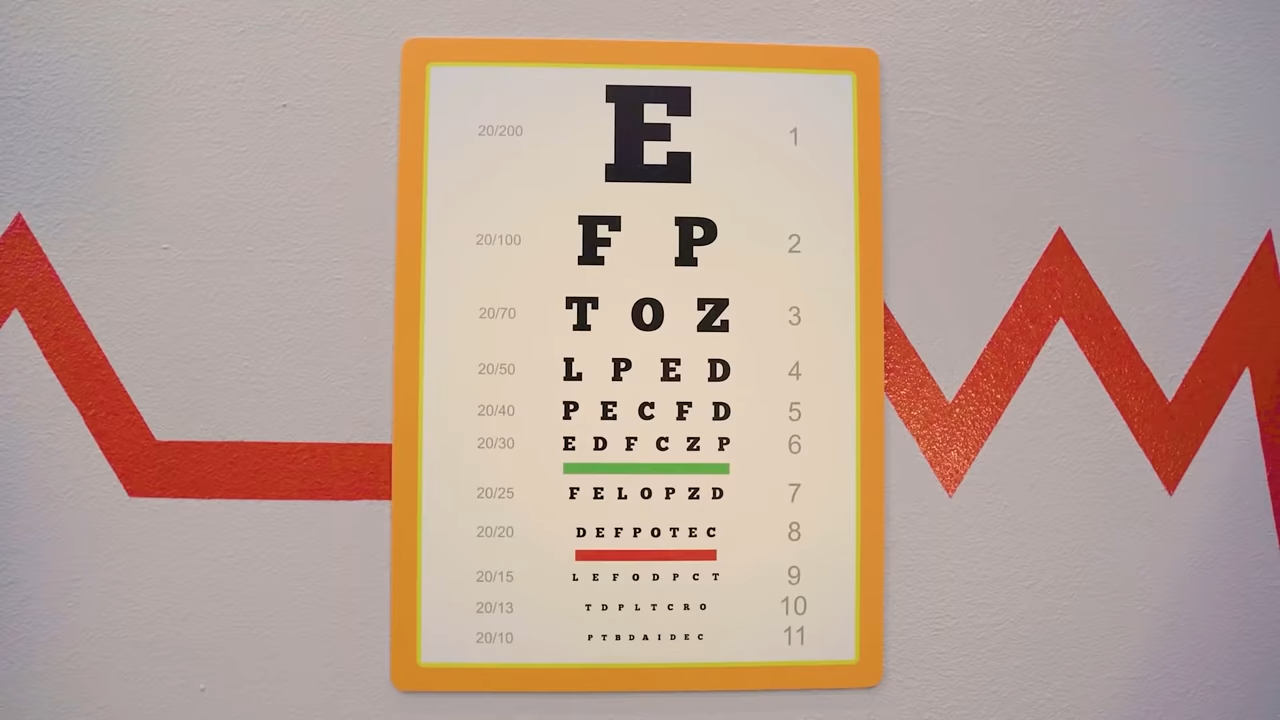 20/200 E 1
20/100 F P 2
20/70 T O Z 3
20/50 L P E D 4
20/40 P E C F D 5
20/30 E D F C Z P 6
20/25 F E L O P Z D 7
20/20 D E F P O T E C 8
20/15 L E F O D P C T 9
20/13 T D P L T C R O 10
20/10 P T B D A I D E C 11